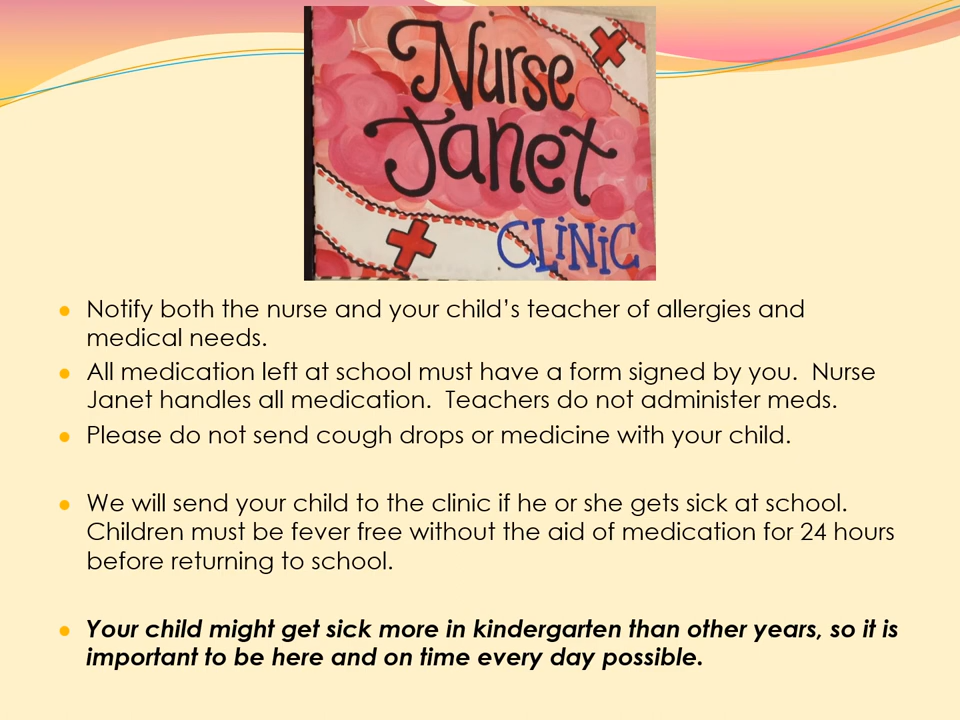 Nurse
Janet
CLiNiC
● Notify both the nurse and your child’s teacher of allergies and
medical needs.
● All medication left at school must have a form signed by you.  Nurse
Janet handles all medication.  Teachers do not administer meds.
● Please do not send cough drops or medicine with your child.
● We will send your child to the clinic if he or she gets sick at school.
Children must be fever free without the aid of medication for 24 hours
before returning to school.
● Your child might get sick more in kindergarten than other years, so it is
important to be here and on time every day possible.